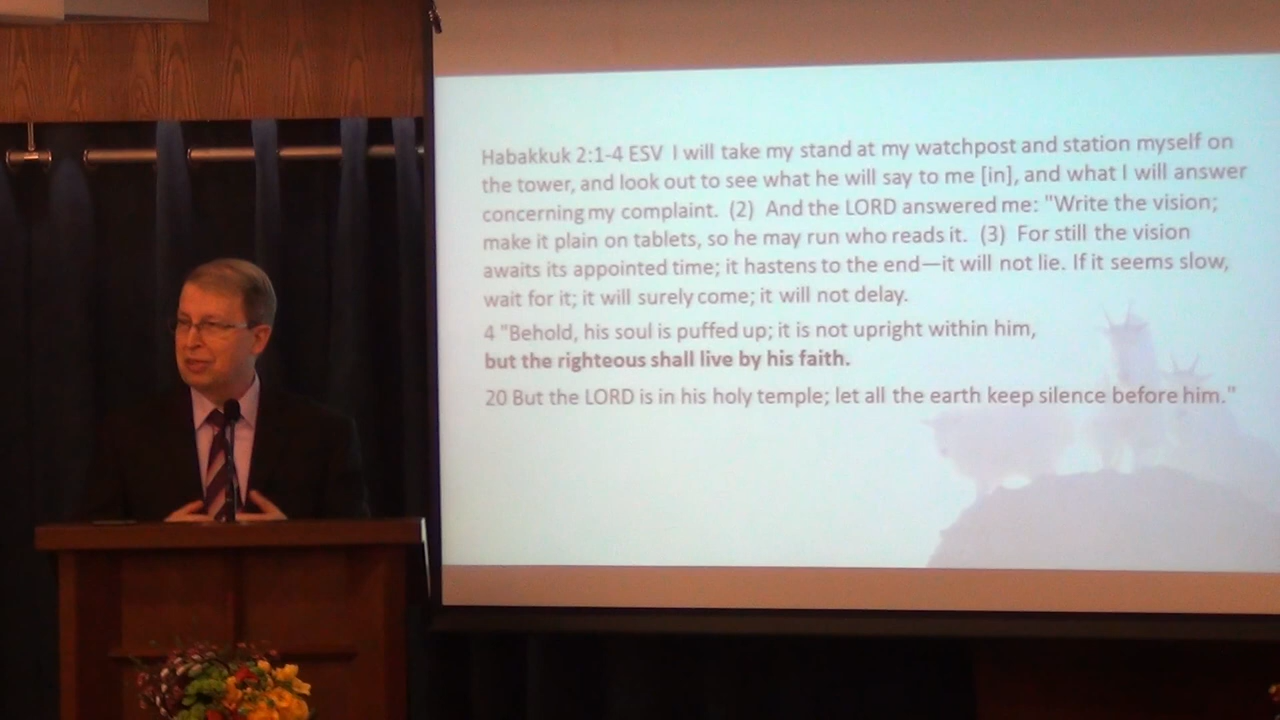 Habakkuk 2:1-4 ESV  I will take my stand at my watchpost and station myself on
the tower, and look out to see what he will say to me [in], and what I will answer
concerning my complaint.  (2)  And the LORD answered me: "Write the vision;
make it plain on tablets, so he may run who reads it.  (3)  For still the vision
awaits its appointed time; it hastens to the end—it will not lie. If it seems slow,
wait for it; it will surely come; it will not delay.
4 "Behold, his soul is puffed up; it is not upright within him,
but the righteous shall live by his faith.
20 But the LORD is in his holy temple; let all the earth keep silence before him."